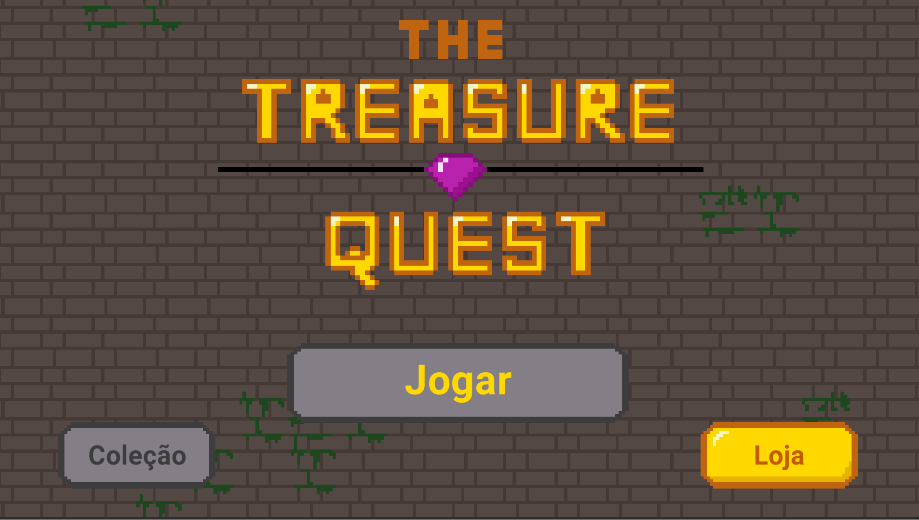 THE
TREASURE
QUEST
Jogar
Coleção
Loja